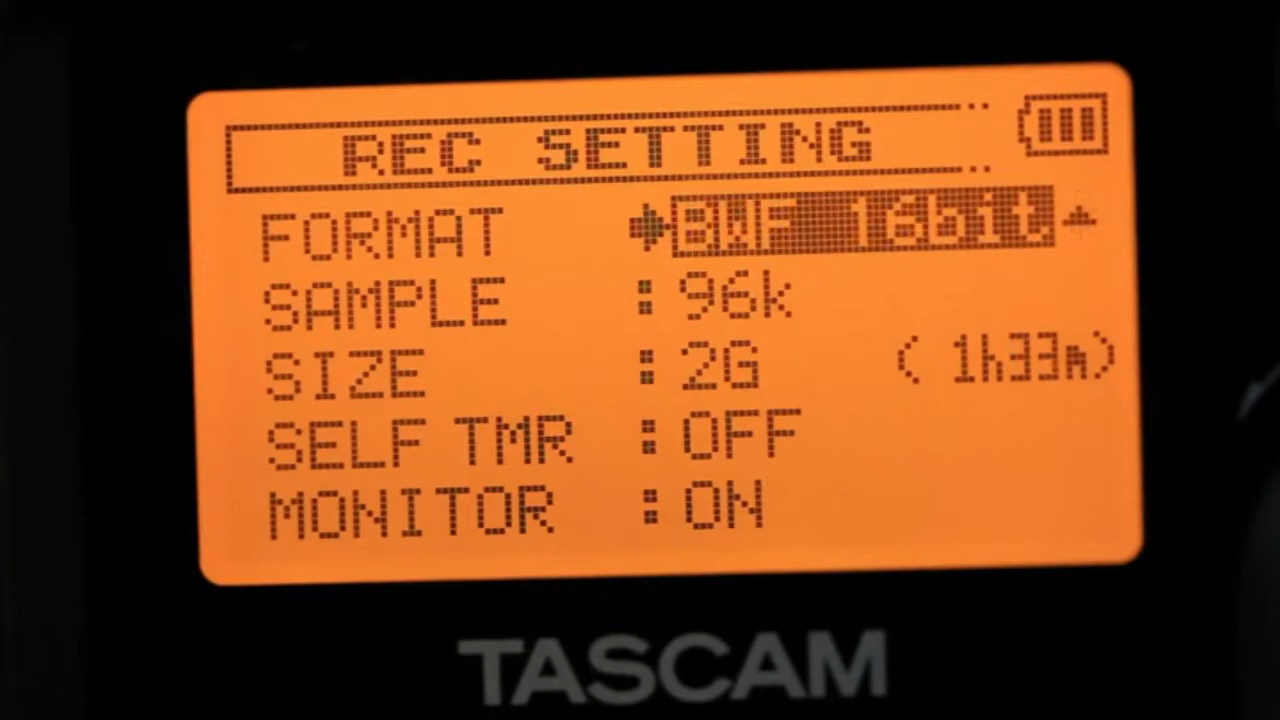 REC SETTING
FORMAT BWF 16bit
SAMPLE : 96k
SIZE : 2G ( 1h33m)
SELF TMR : OFF
MONITOR : ON
TASCAM